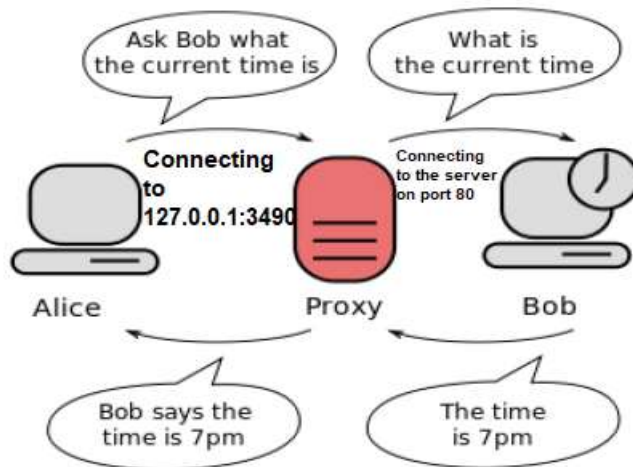 Ask Bob what
the current time is
What is
the current time
Connecting
to
127.0.0.1:3490
Connecting
to the server
on port 80
Alice
Proxy
Bob
Bob says the
time is 7pm
The time
is 7pm